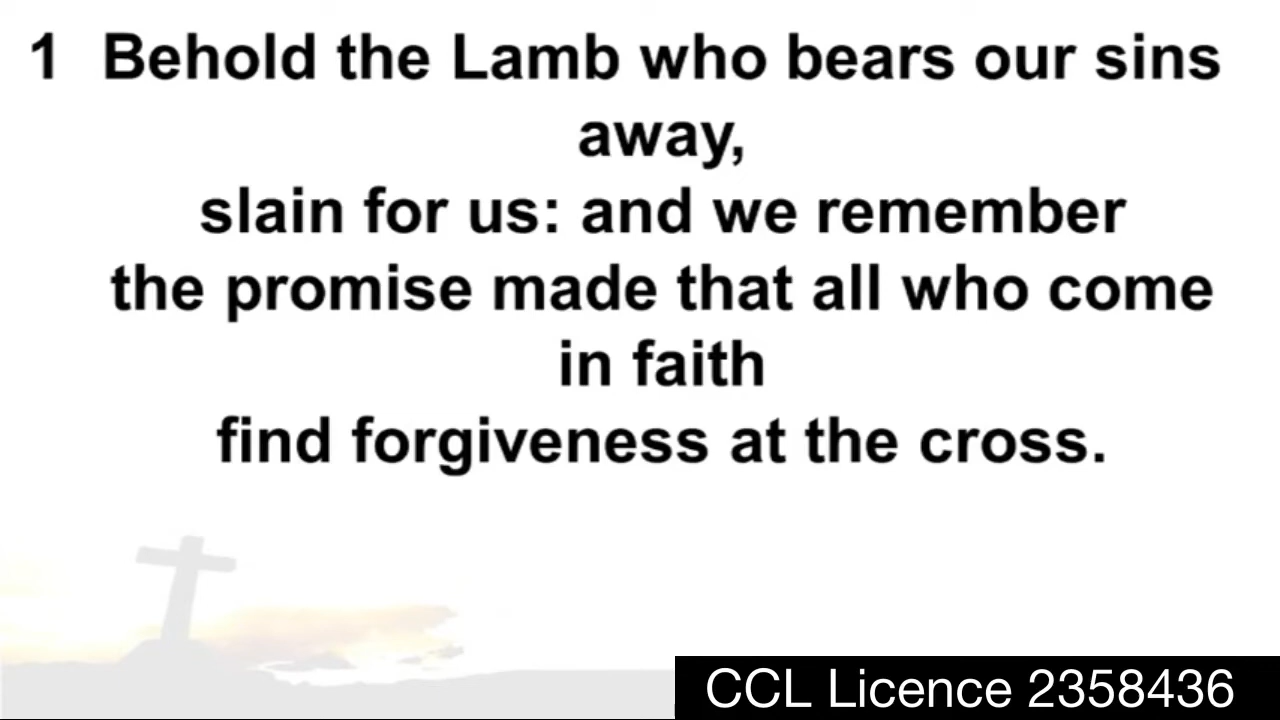 1 Behold the Lamb who bears our sins
away,
slain for us: and we remember
the promise made that all who come
in faith
find forgiveness at the cross.
CCL Licence 2358436